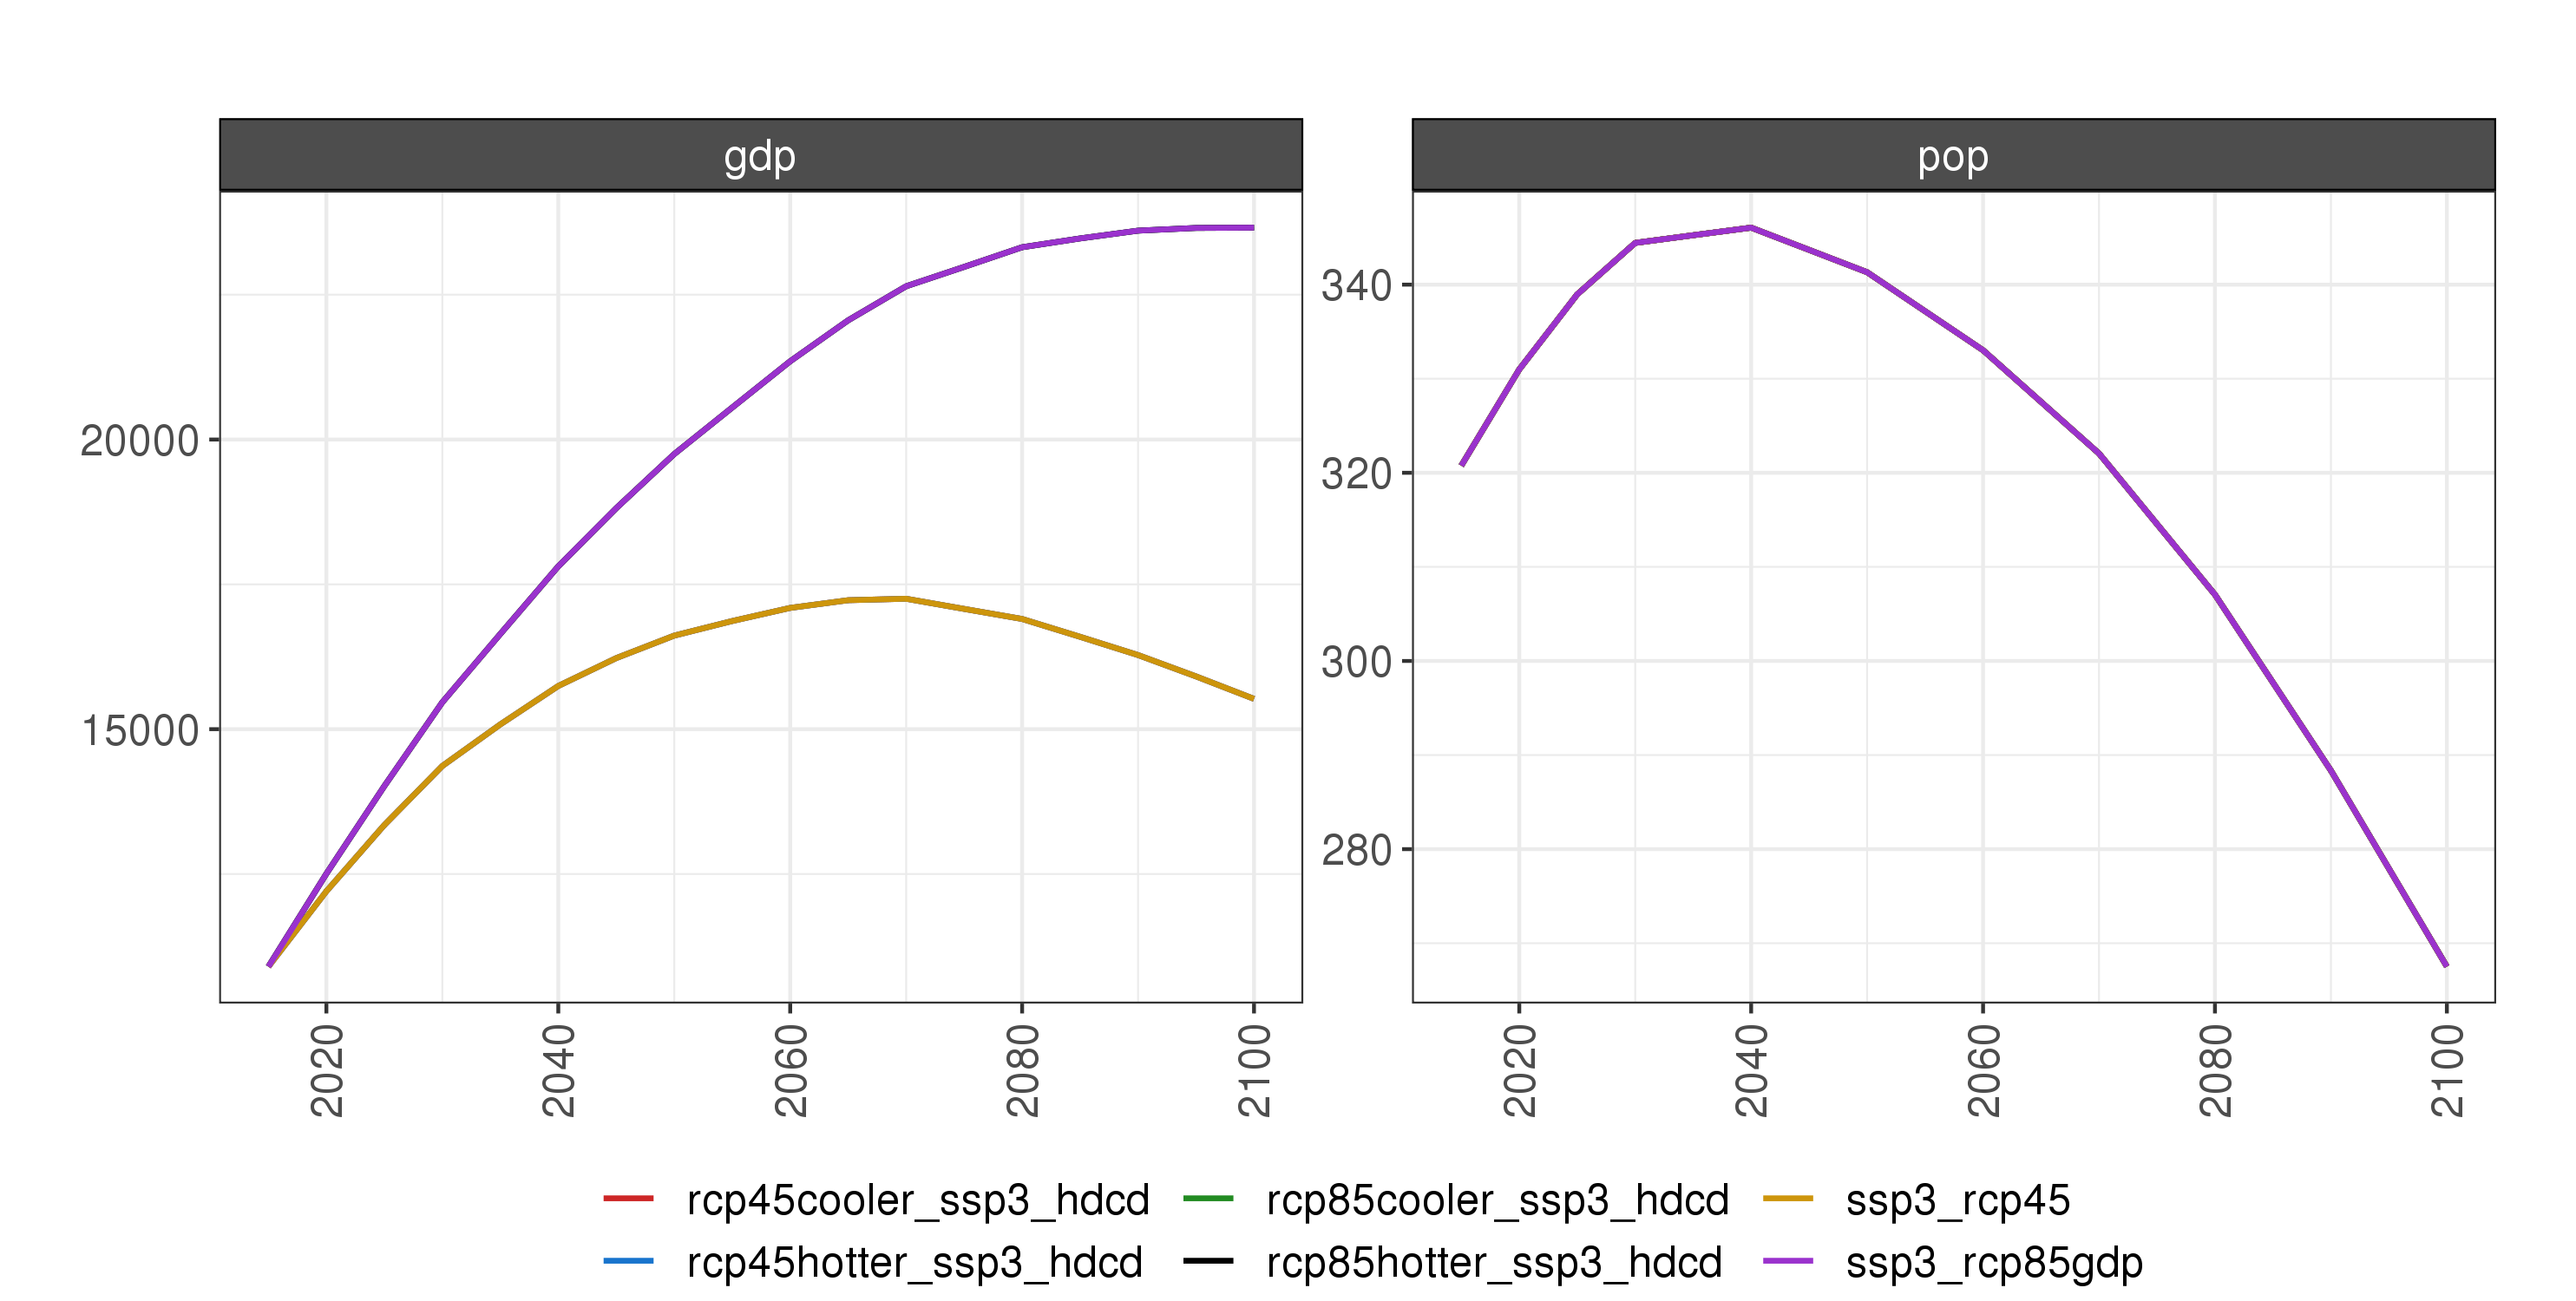 gdp
pop
20000
15000
340
320
300
280
2020
2040
2060
2080
2100
2020
2040
2060
2080
2100
rcp45cooler_ssp3_hdcd
rcp85cooler_ssp3_hdcd
ssp3_rcp45
rcp45hotter_ssp3_hdcd
rcp85hotter_ssp3_hdcd
ssp3_rcp85gdp